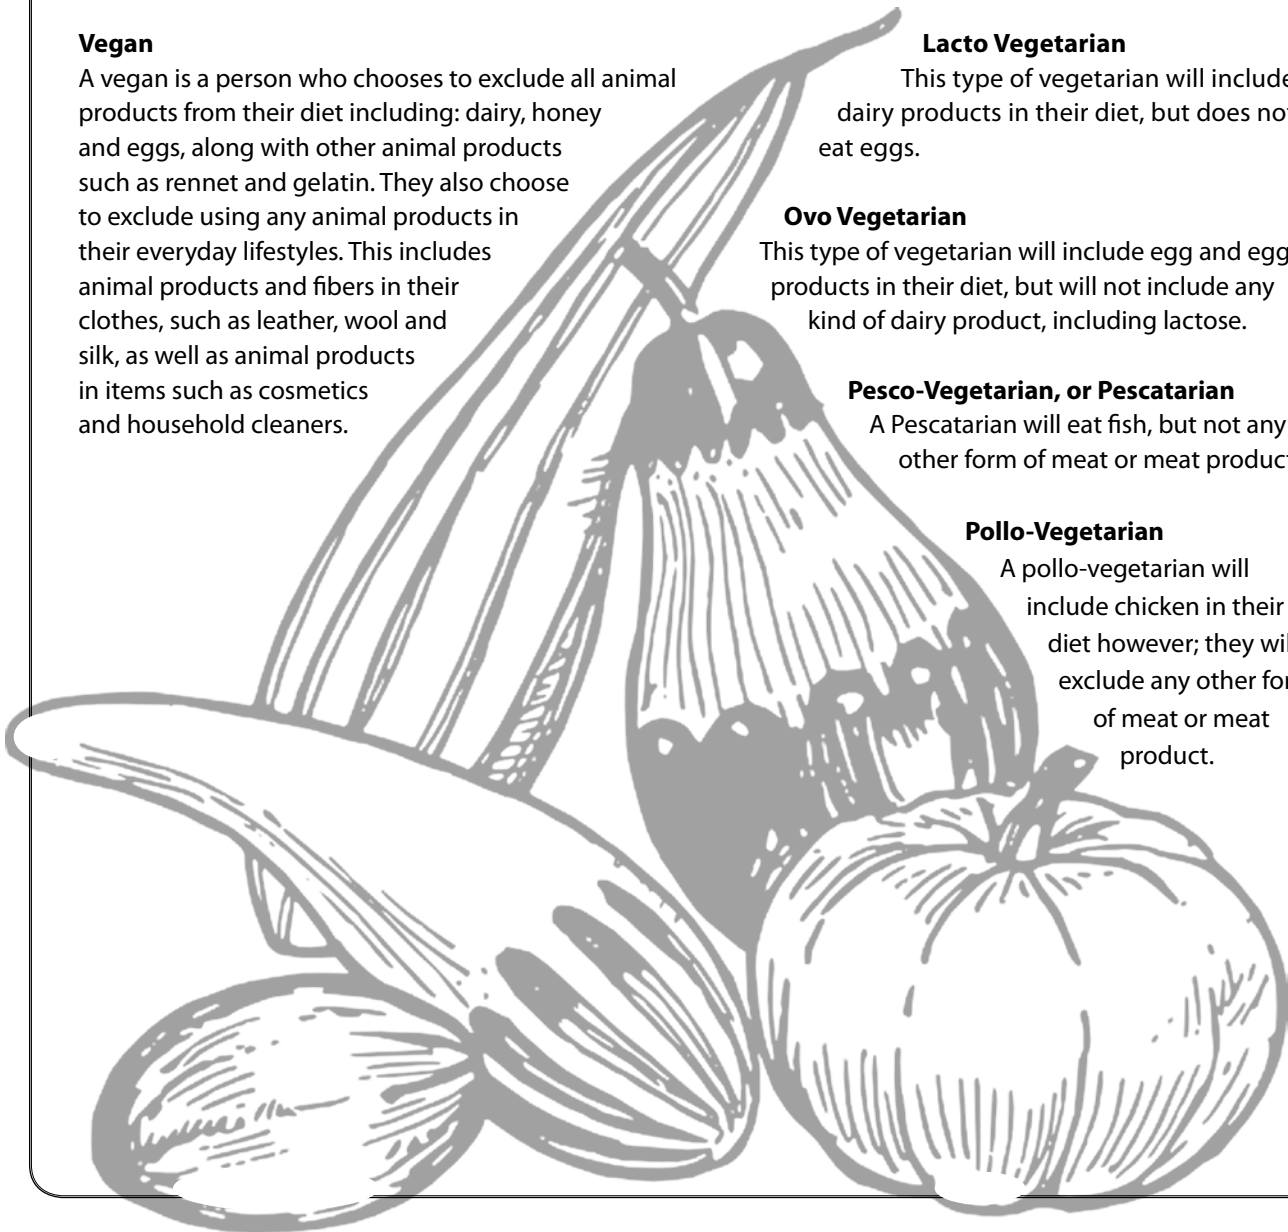 Vegan
A vegan is a person who chooses to exclude all animal
products from their diet including: dairy, honey
and eggs, along with other animal products
such as rennet and gelatin. They also choose
to exclude using any animal products in
their everyday lifestyles. This includes
animal products and fibers in their
clothes, such as leather, wool and
silk, as well as animal products
in items such as cosmetics
and household cleaners.
Lacto Vegetarian
This type of vegetarian will include
dairy products in their diet, but does not
eat eggs.
Ovo Vegetarian
This type of vegetarian will include egg and egg
products in their diet, but will not include any
kind of dairy product, including lactose.
Pesco-Vegetarian, or Pescatarian
A Pescatarian will eat fish, but not any
other form of meat or meat product
Pollo-Vegetarian
A pollo-vegetarian will
include chicken in their
diet however; they will
exclude any other
of meat or meat
product.